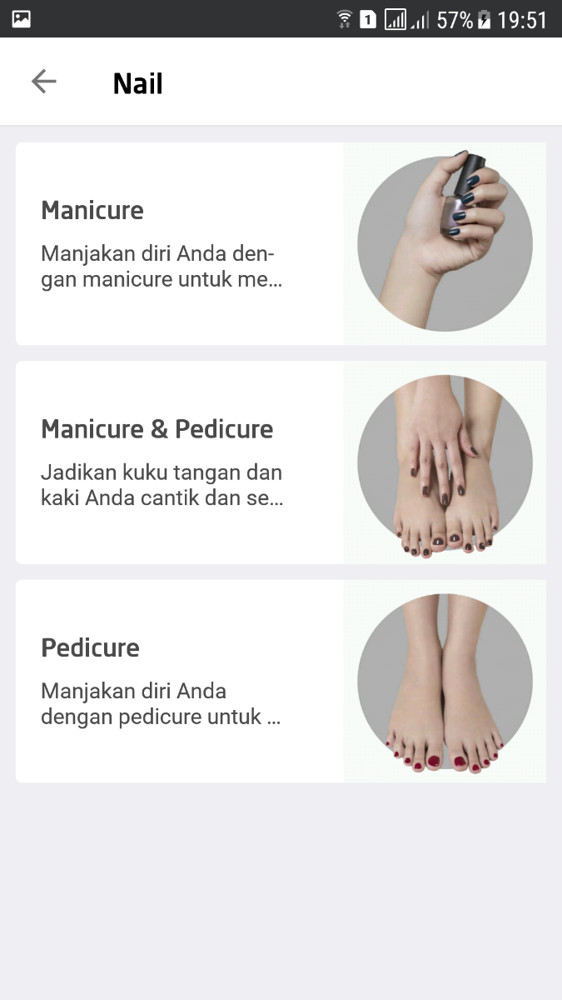 1 57% 19:51
Nail
Manicure
Manjakan diri Anda den-
gan manicure untuk me...
Manicure & Pedicure
Jadikan kuku tangan dan
kaki Anda cantik dan se...
Pedicure
Manjakan diri Anda
dengan pedicure untuk ...